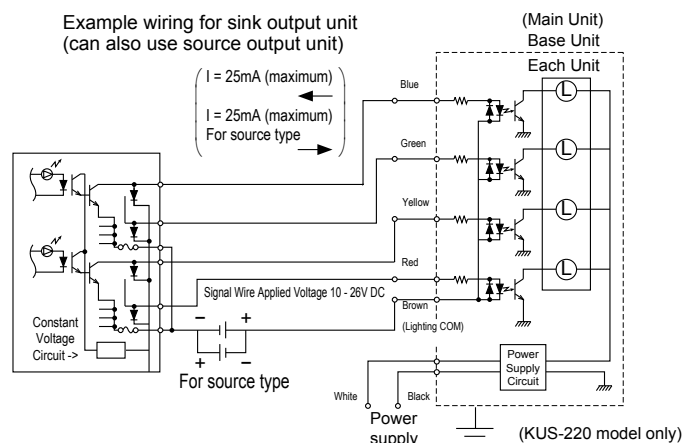 Example wiring for sink output unit
(can also use source output unit)
(Main Unit)
Base Unit
Each Unit
I = 25mA (maximum)
I = 25mA (maximum)
For source type
Blue
Green
Yellow
Red
Signal Wire Applied Voltage 10 - 26V DC
Brown
(Lighting COM)
L
L
L
L
Constant
Voltage
Circuit ->
− +
+ −
For source type
Power
Supply
Circuit
White
Black
Power
supply
(KUS-220 model only)